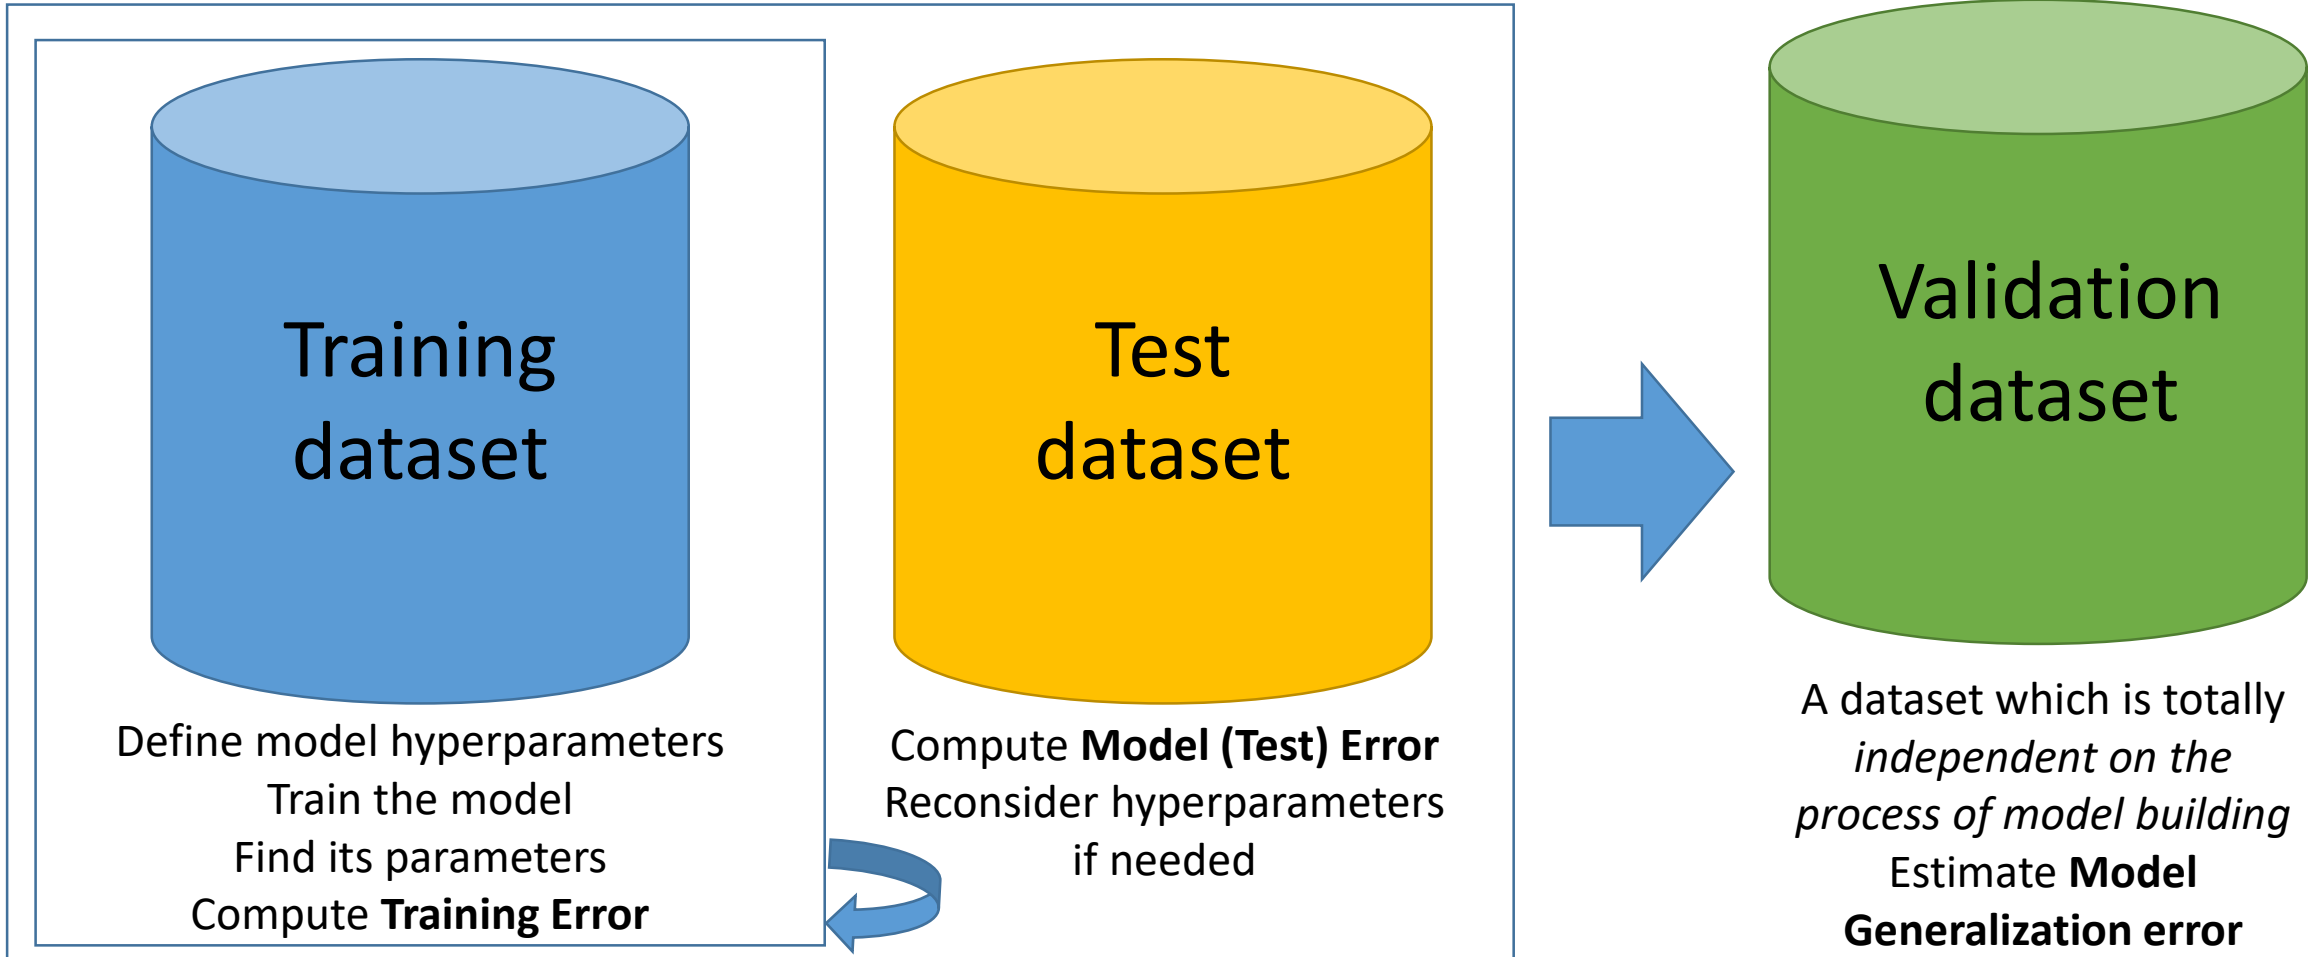 Training
dataset
Define model hyperparameters
Train the model
Find its parameters
Compute Training Error
Test
dataset
Compute Model (Test) Error
Reconsider hyperparameters
if needed
Validation
dataset
A dataset which is totally
independent on the
process of model building
Estimate Model
Generalization error